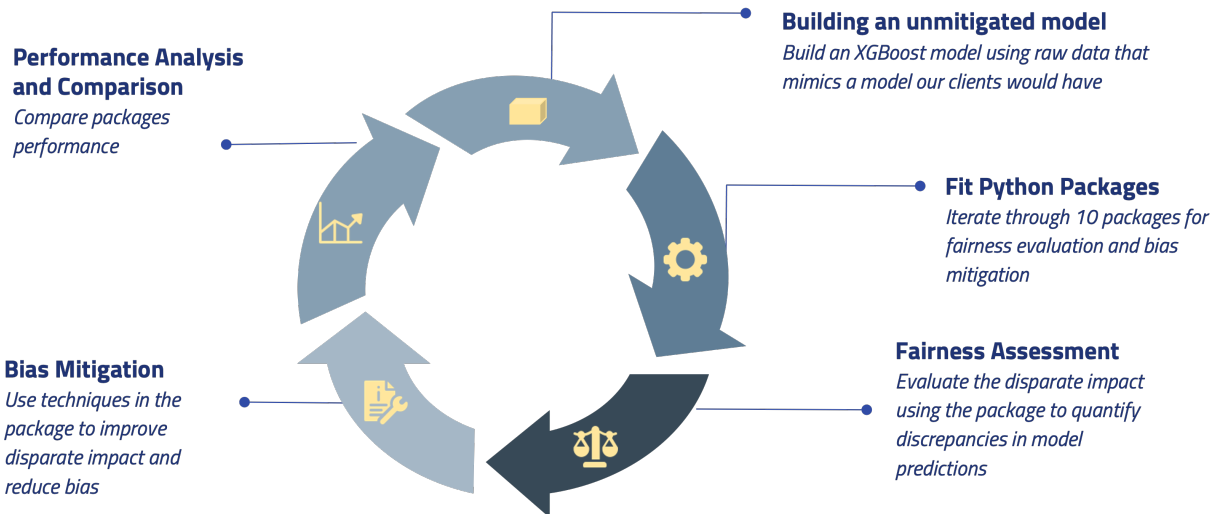 Building an unmitigated model
Build an XGBoost model using raw data that
mimics a model our clients would have
Fit Python Packages
Iterate through 10 packages for
fairness evaluation and bias
mitigation
Fairness Assessment
Evaluate the disparate impact
using the package to quantify
discrepancies in model
predictions
Bias Mitigation
Use techniques in the
package to improve
disparate impact and
reduce bias
Performance Analysis
and Comparison
Compare packages
performance